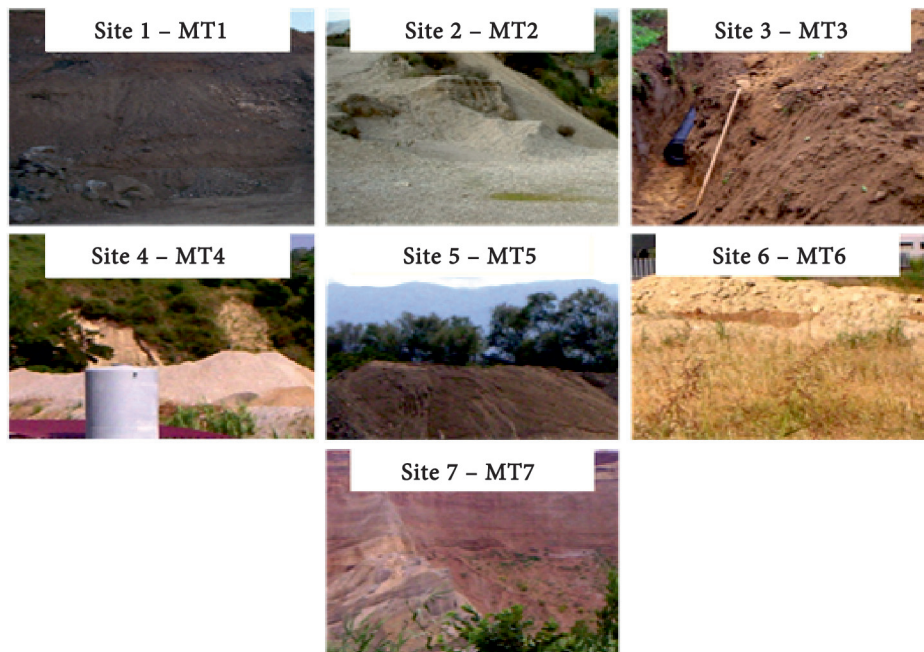 Site 1 – MT1
Site 2 – MT2
Site 3 – MT3
Site 4 – MT4
Site 5 – MT5
Site 6 – MT6
Site 7 – MT7